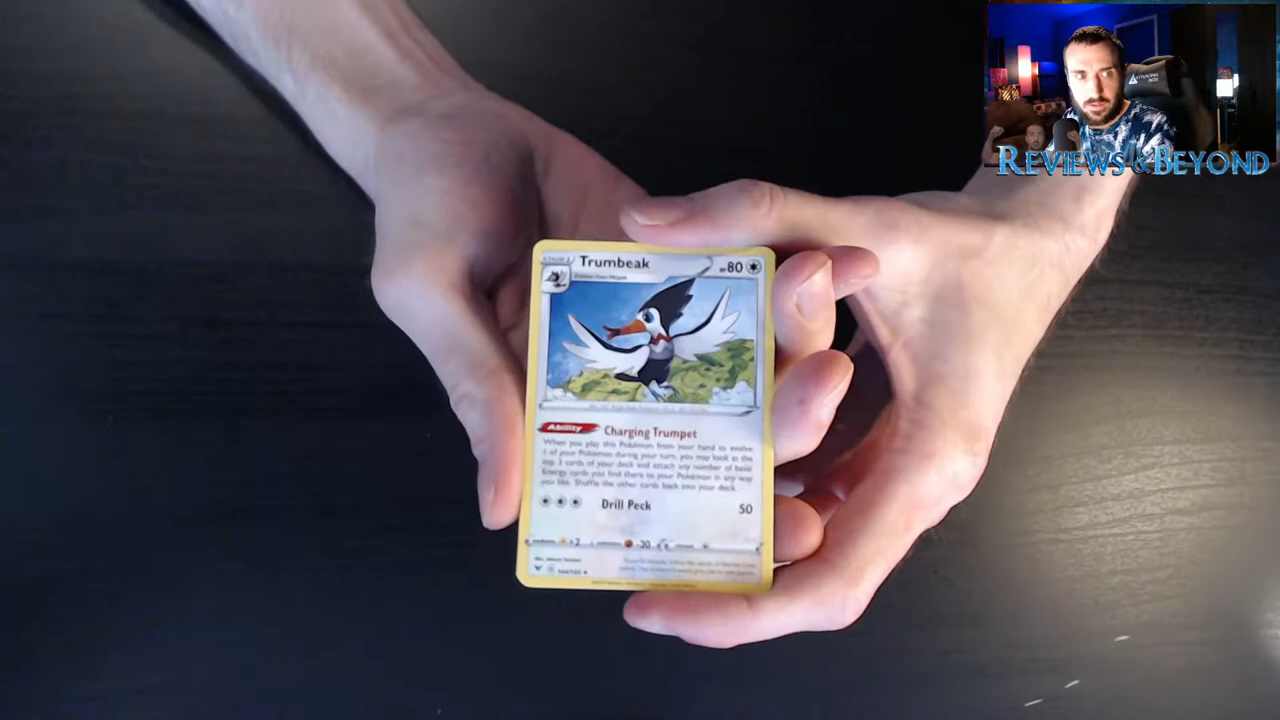 REVIEWS & BEYOND
Trumbeak
80
Ability
Charging Trumpet
When you play this Pokémon from your hand to evolve
1 of your Pokémon during your turn, you may look at the
top 3 cards of your deck and attach any number of basic
Energy cards you find there to your Pokémon in any way
you like. Shuffle the other cards back into your deck.
Drill Peck 50
×2
-30